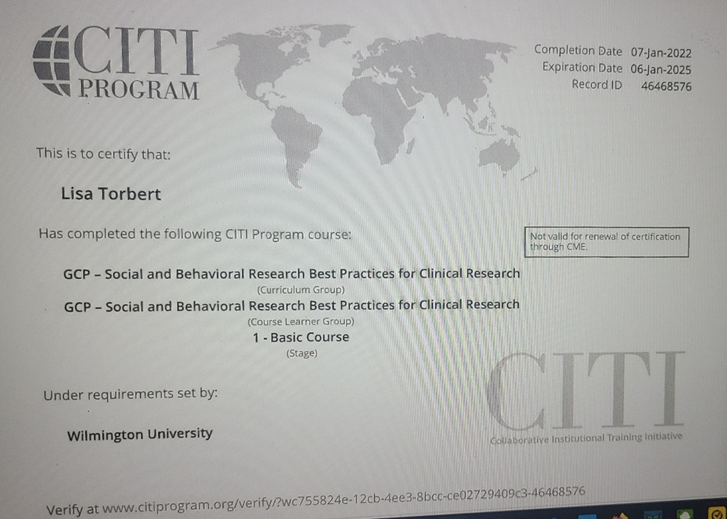 CITI
PROGRAM
Completion Date 07-Jan-2022
Expiration Date 06-Jan-2025
Record ID 46468576
This is to certify that:
Lisa Torbert
Has completed the following CITI Program course:
Not valid for renewal of certification
through CME.
GCP – Social and Behavioral Research Best Practices for Clinical Research
(Curriculum Group)
GCP – Social and Behavioral Research Best Practices for Clinical Research
(Course Learner Group)
1 - Basic Course
(Stage)
Under requirements set by:
Wilmington University
CITI
Collaborative Institutional Training Initiative
Verify at www.citiprogram.org/verify/?wc755824e-12cb-4ee3-8bcc-ce02729409c3-46468576